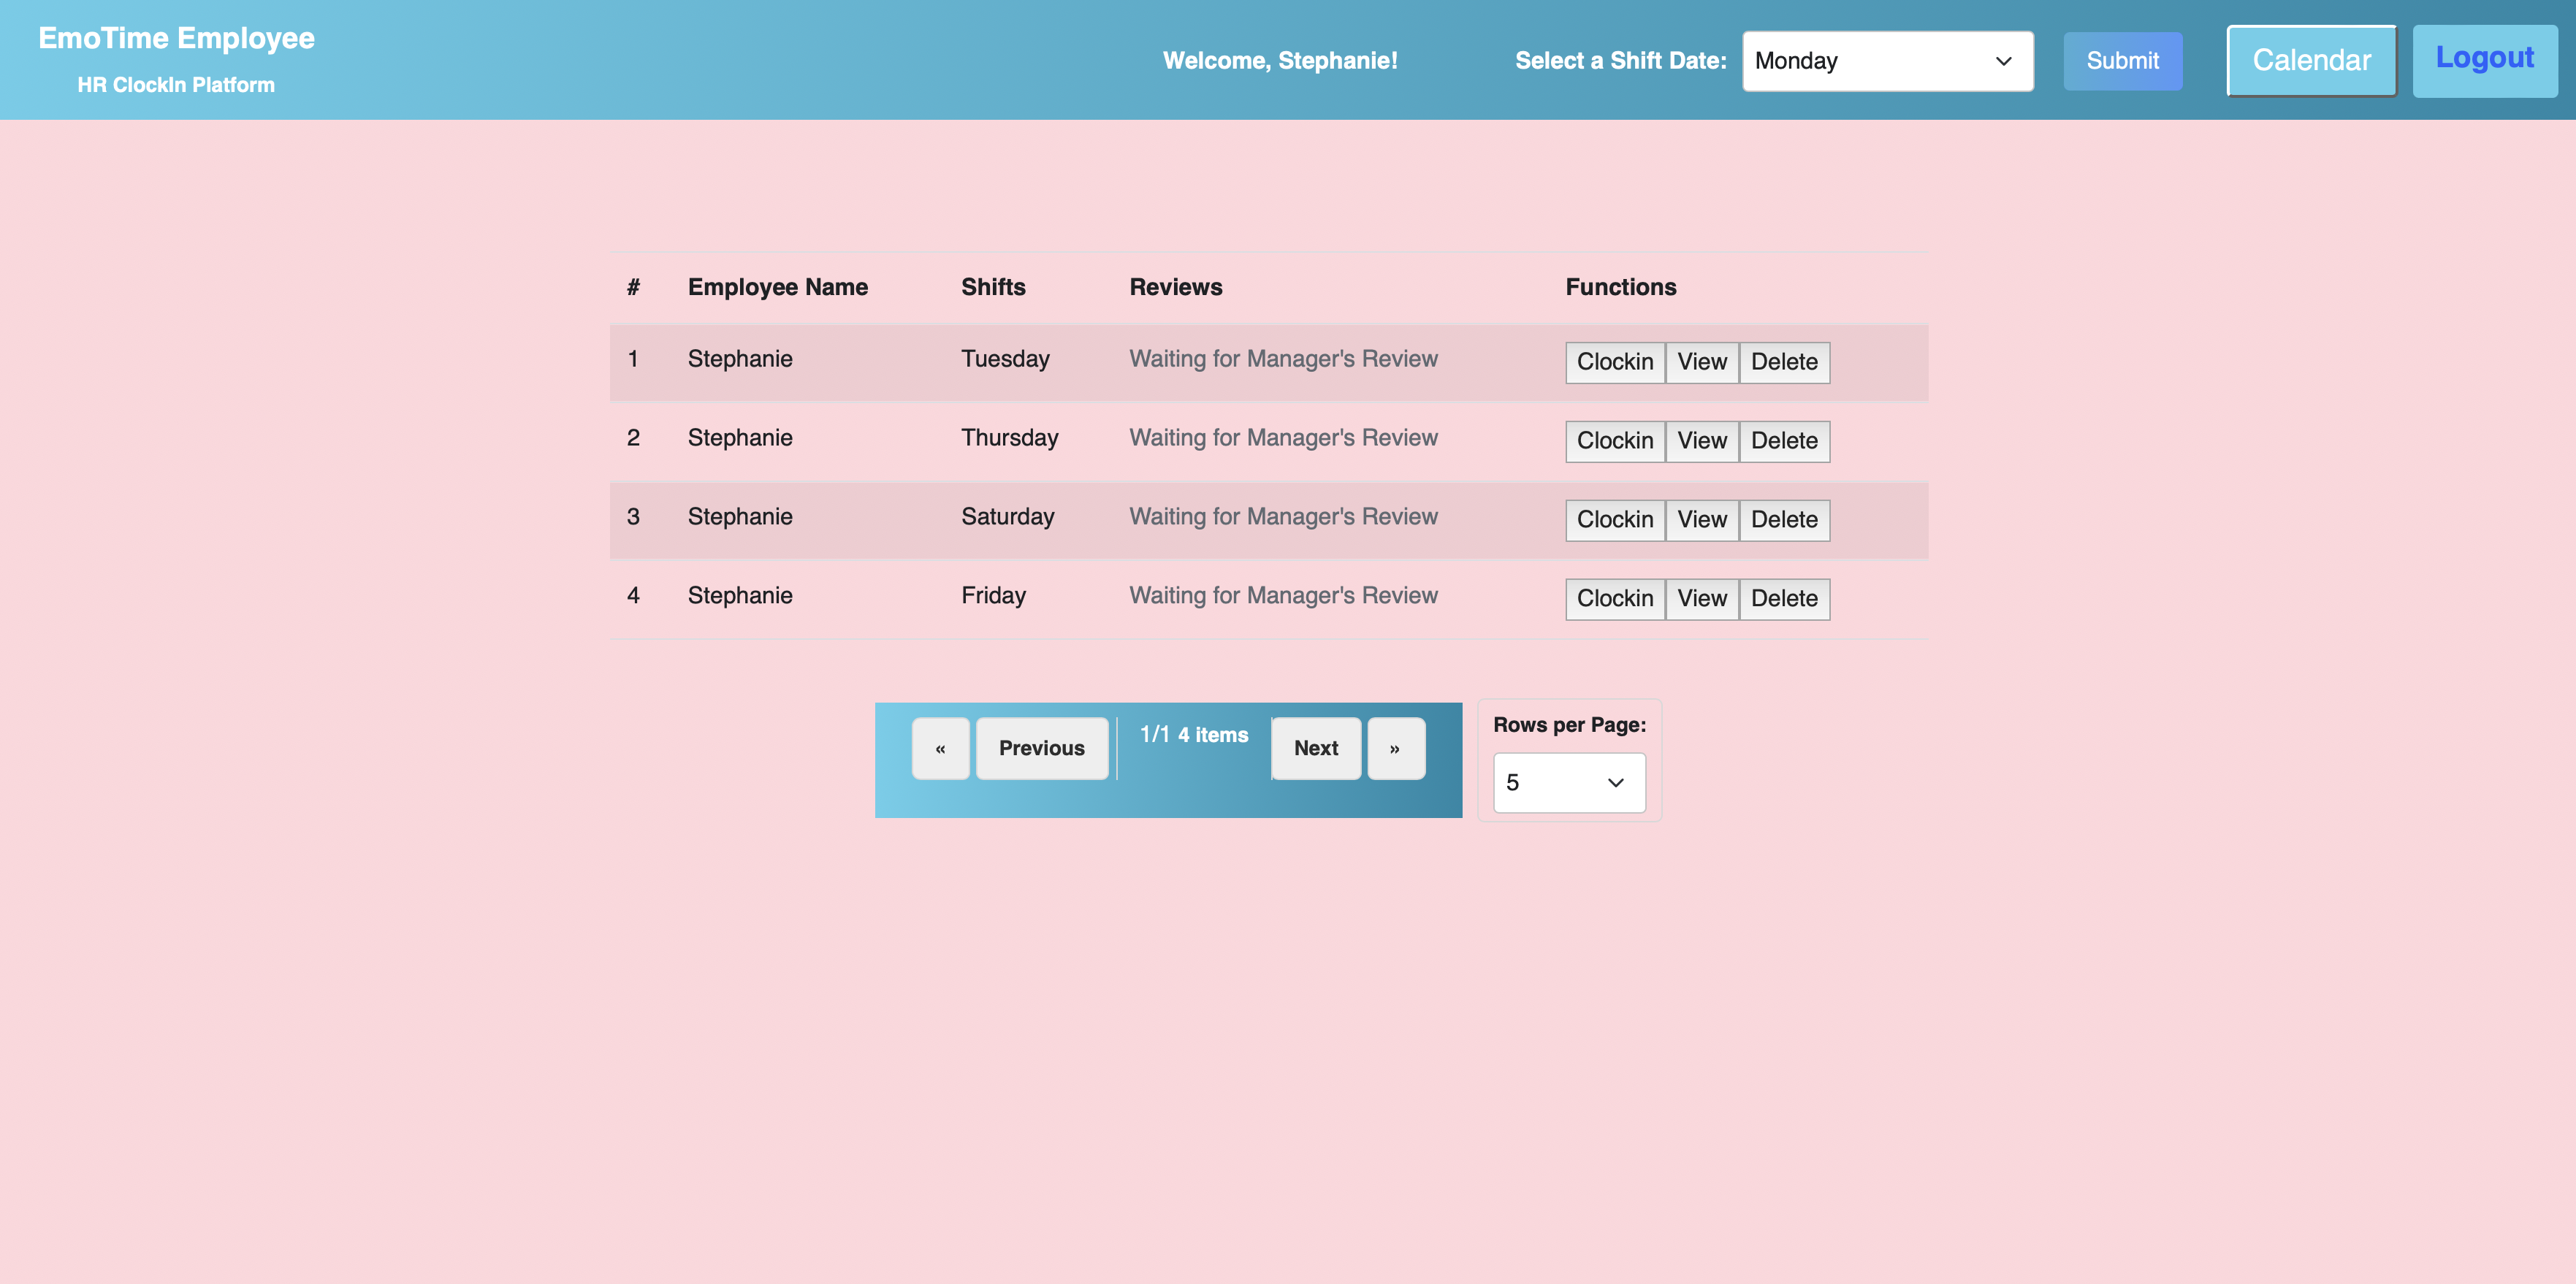 EmoTime Employee
HR ClockIn Platform
Welcome, Stephanie!
Select a Shift Date:
Monday
Submit
Calendar
Logout
# Employee Name Shifts Reviews Functions
1 Stephanie Tuesday Waiting for Manager's Review Clockin View Delete
2 Stephanie Thursday Waiting for Manager's Review Clockin View Delete
3 Stephanie Saturday Waiting for Manager's Review Clockin View Delete
4 Stephanie Friday Waiting for Manager's Review Clockin View Delete
« Previous 1/1 4 items Next »
Rows per Page:
5